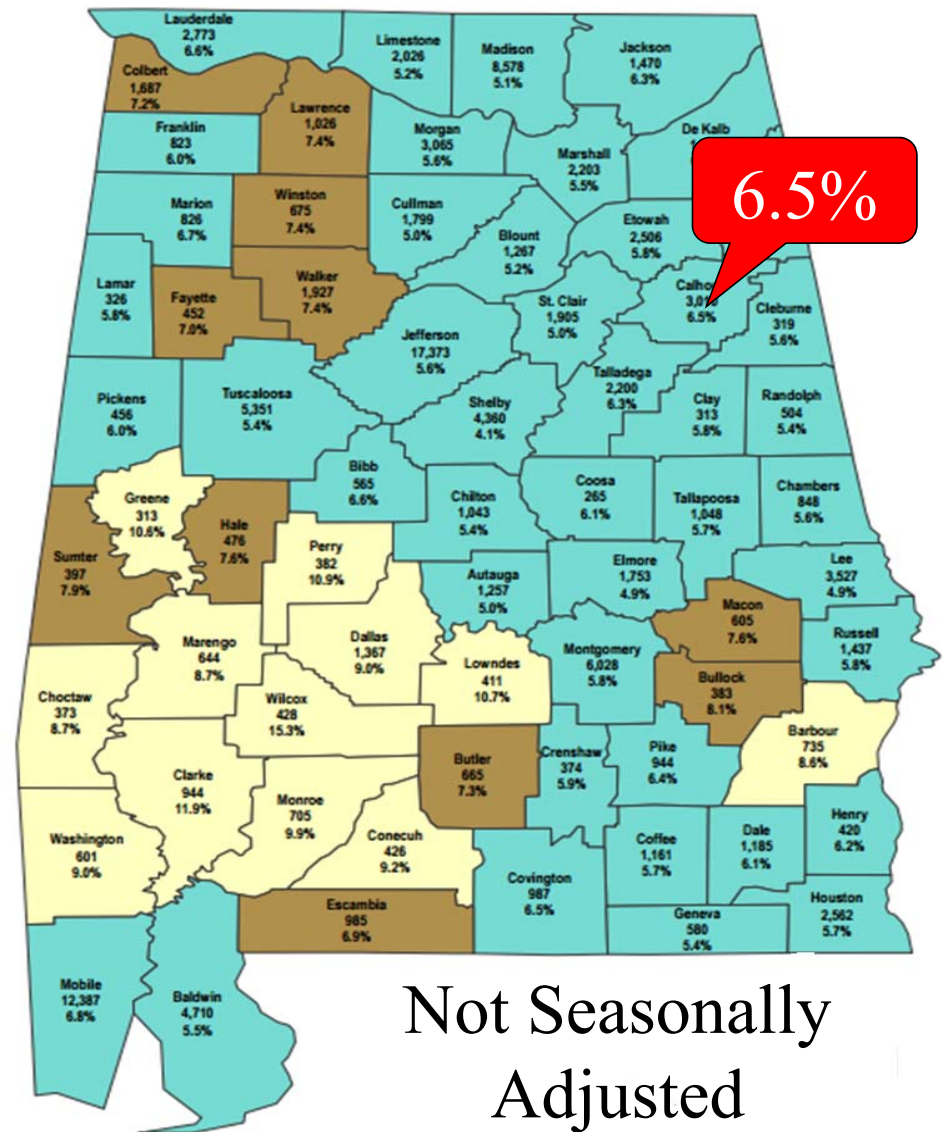 Lauderdale
2,773
6.6%
Limestone
2,026
5.2%
Madison
8,578
5.1%
Jackson
1,470
6.3%
Colbert
1,687
7.2%
Lawrence
1,026
7.4%
Franklin
823
6.0%
Morgan
3,065
5.6%
Marshall
2,203
5.5%
De Kalb
6.5%
Marion
826
6.7%
Winston
675
7.4%
Cullman
1,799
5.0%
Blount
1,267
5.2%
Etowah
2,506
5.8%
Lamar
326
5.8%
Fayette
452
7.0%
Walker
1,927
7.4%
Jefferson
17,373
5.6%
St. Clair
1,905
5.0%
6.5%
Cleburne
319
5.6%
Pickens
456
6.0%
Tuscaloosa
5,351
5.4%
Shelby
4,360
4.1%
Talladega
2,200
6.3%
Clay
313
5.8%
Randolph
504
5.4%
Greene
313
10.6%
Hale
476
7.6%
Bibb
565
6.6%
Chilton
1,043
5.4%
Coosa
265
6.1%
Tallapoosa
1,048
5.7%
Chambers
848
5.6%
Sumter
397
7.9%
Perry
382
10.9%
Autauga
1,257
5.0%
Elmore
1,753
4.9%
Lee
3,527
4.9%
Macon
605
7.6%
Russell
1,437
5.8%
Marengo
644
8.7%
Dallas
1,367
9.0%
Lowndes
411
10.7%
Montgomery
6,028
5.8%
Bullock
383
8.1%
Choctaw
373
8.7%
Wilcox
428
15.3%
Barbour
735
8.6%
Clarke
944
11.9%
Butler
665
7.3%
Crenshaw
374
5.9%
Pike
944
6.4%
Monroe
705
9.9%
Conecuh
426
9.2%
Washington
601
9.0%
Coffee
1,161
5.7%
Dale
1,185
6.1%
Henry
420
6.2%
Covington
987
6.5%
Escambia
985
6.9%
Geneva
580
5.4%
Houston
2,562
5.7%
Mobile
12,387
6.8%
Baldwin
4,710
5.5%
Not Seasonally
Adjusted